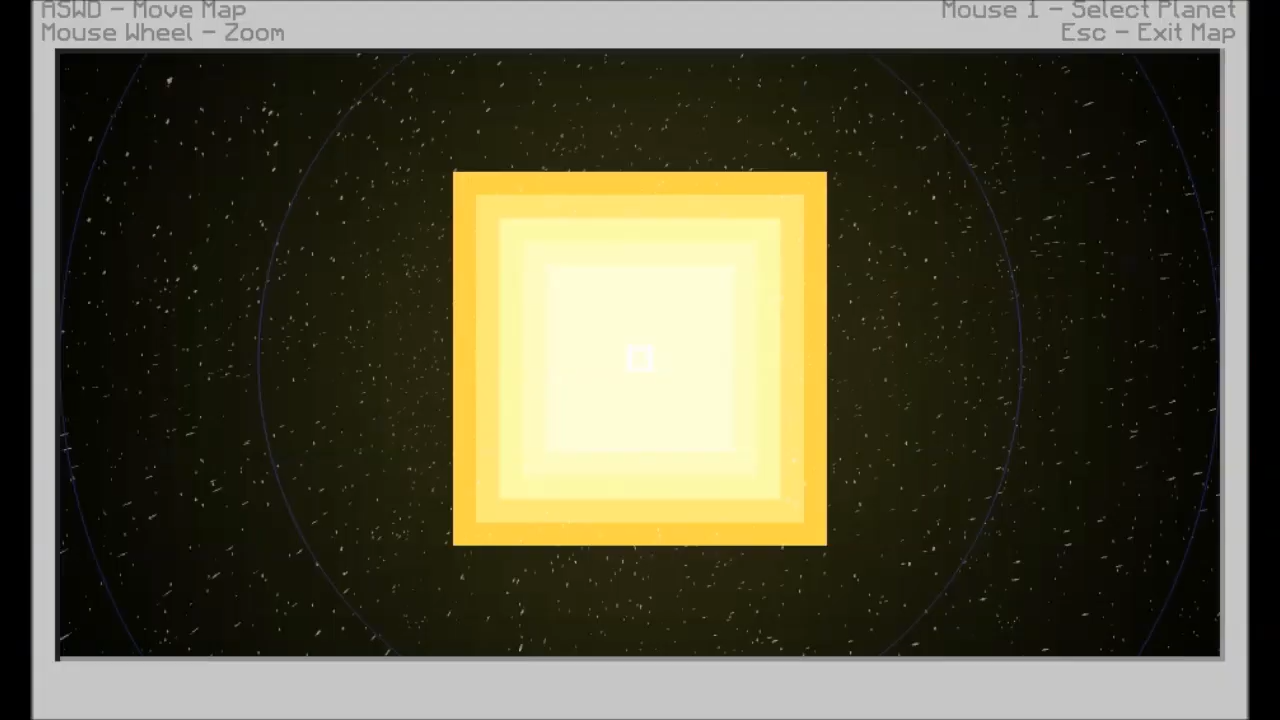 ASWD - Move Map
Mouse 1 - Select Planet
Mouse Wheel - Zoom
Esc - Exit Map